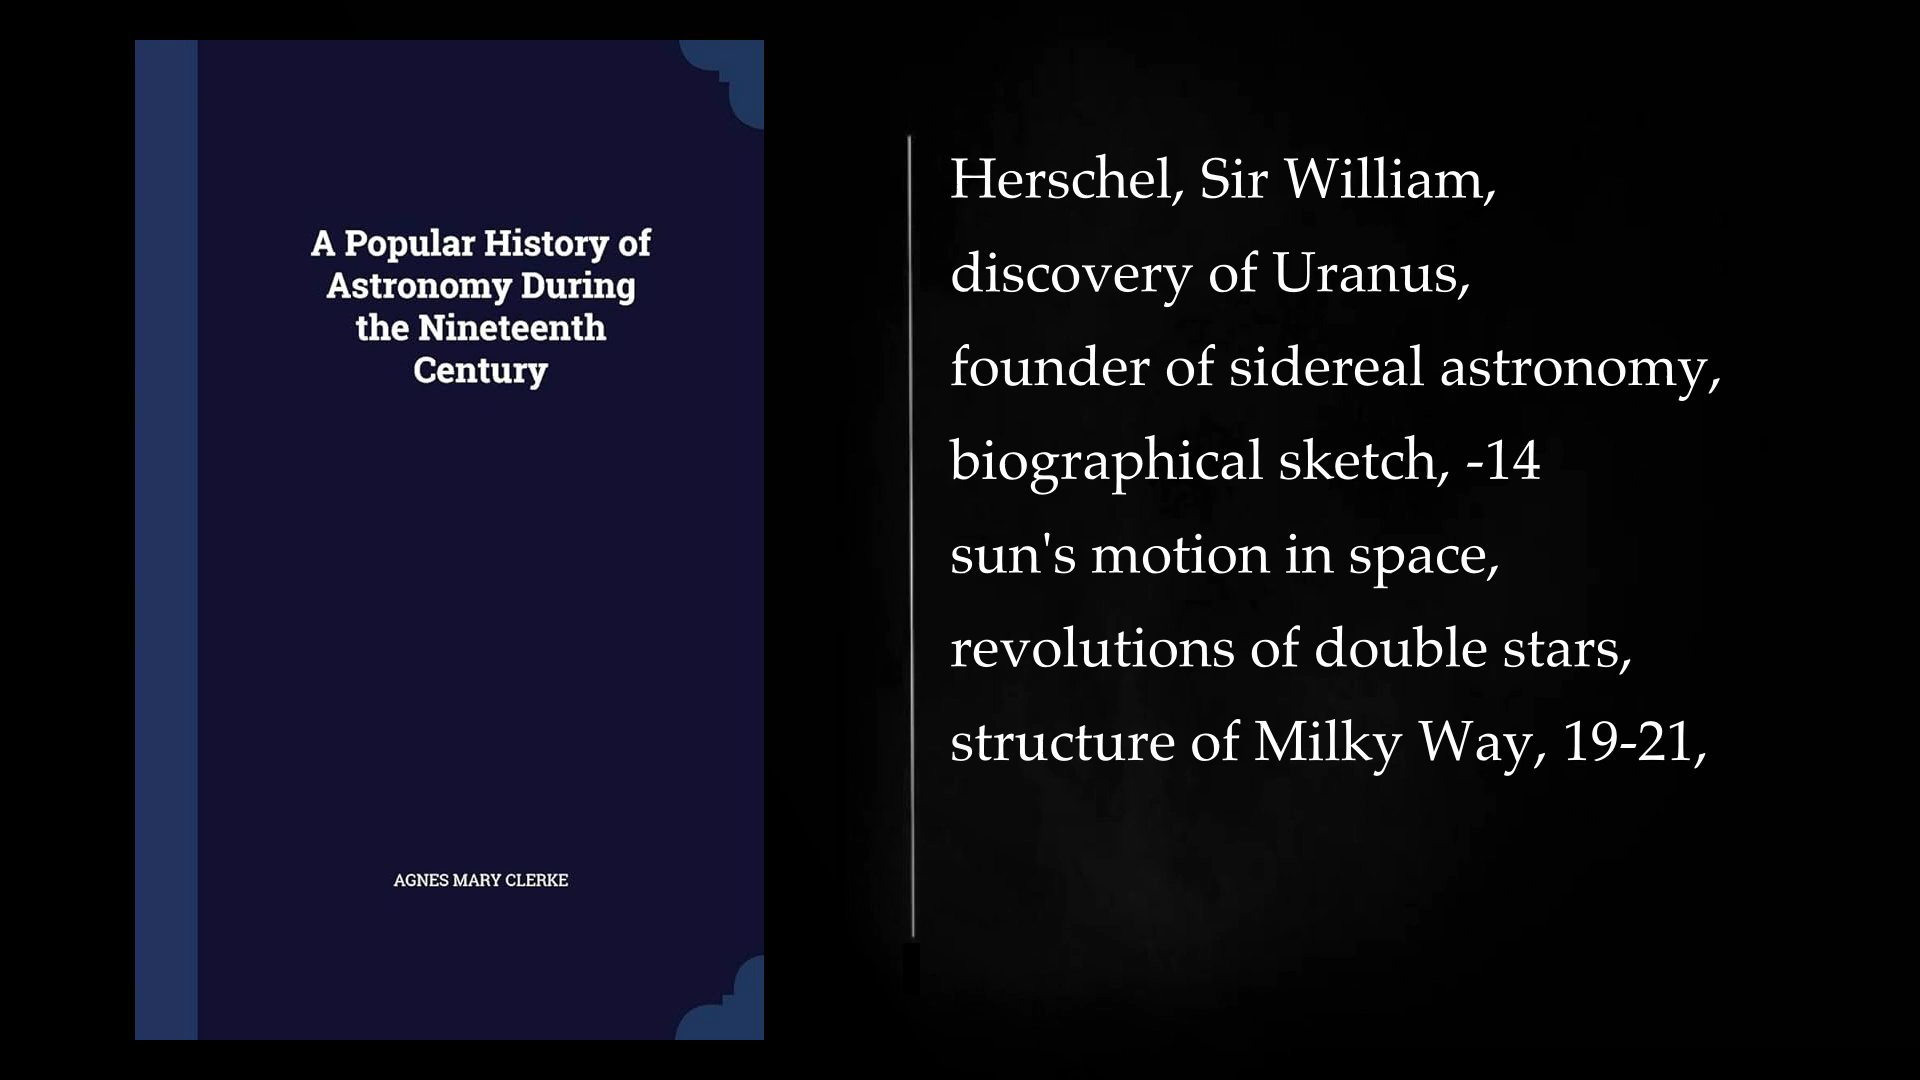 A Popular History of
Astronomy During
the Nineteenth
Century
AGNES MARY CLERKE
Herschel, Sir William,
discovery of Uranus,
founder of sidereal astronomy,
biographical sketch, -14
sun's motion in space,
revolutions of double stars,
structure of Milky Way, 19-21,